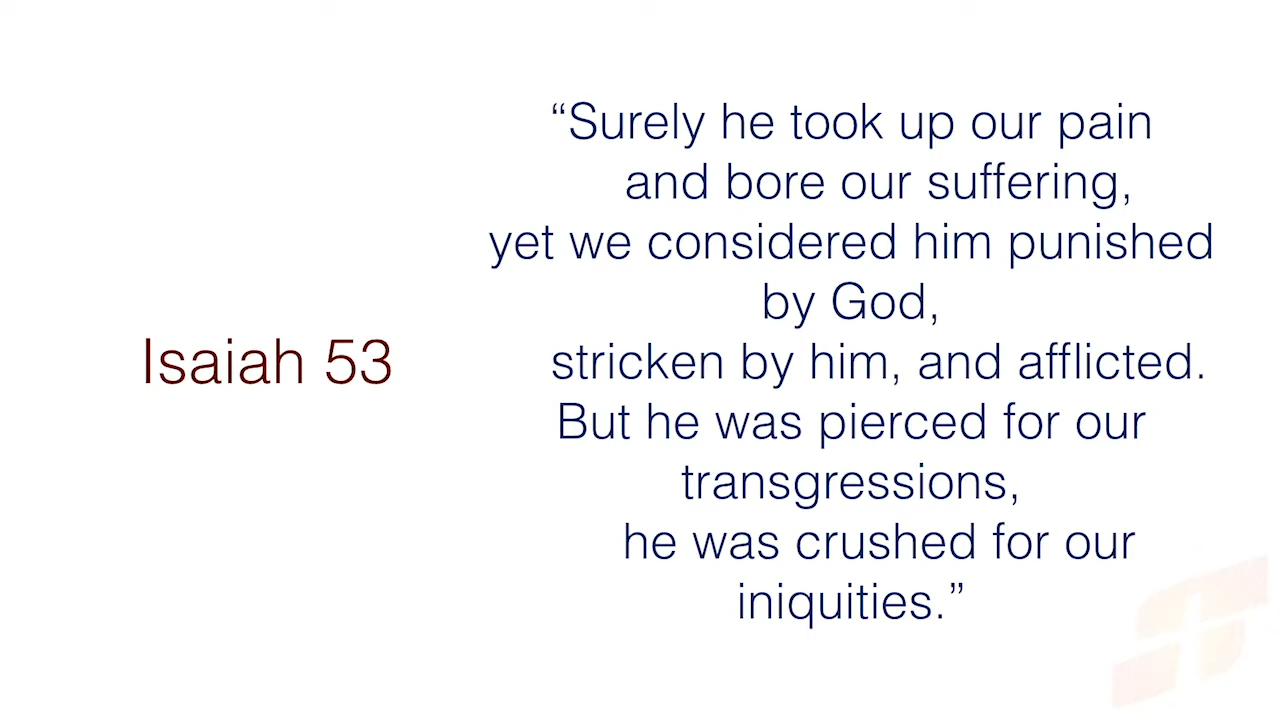 Isaiah 53
“Surely he took up our pain
and bore our suffering,
yet we considered him punished
by God,
stricken by him, and afflicted.
But he was pierced for our
transgressions,
he was crushed for our
iniquities.”